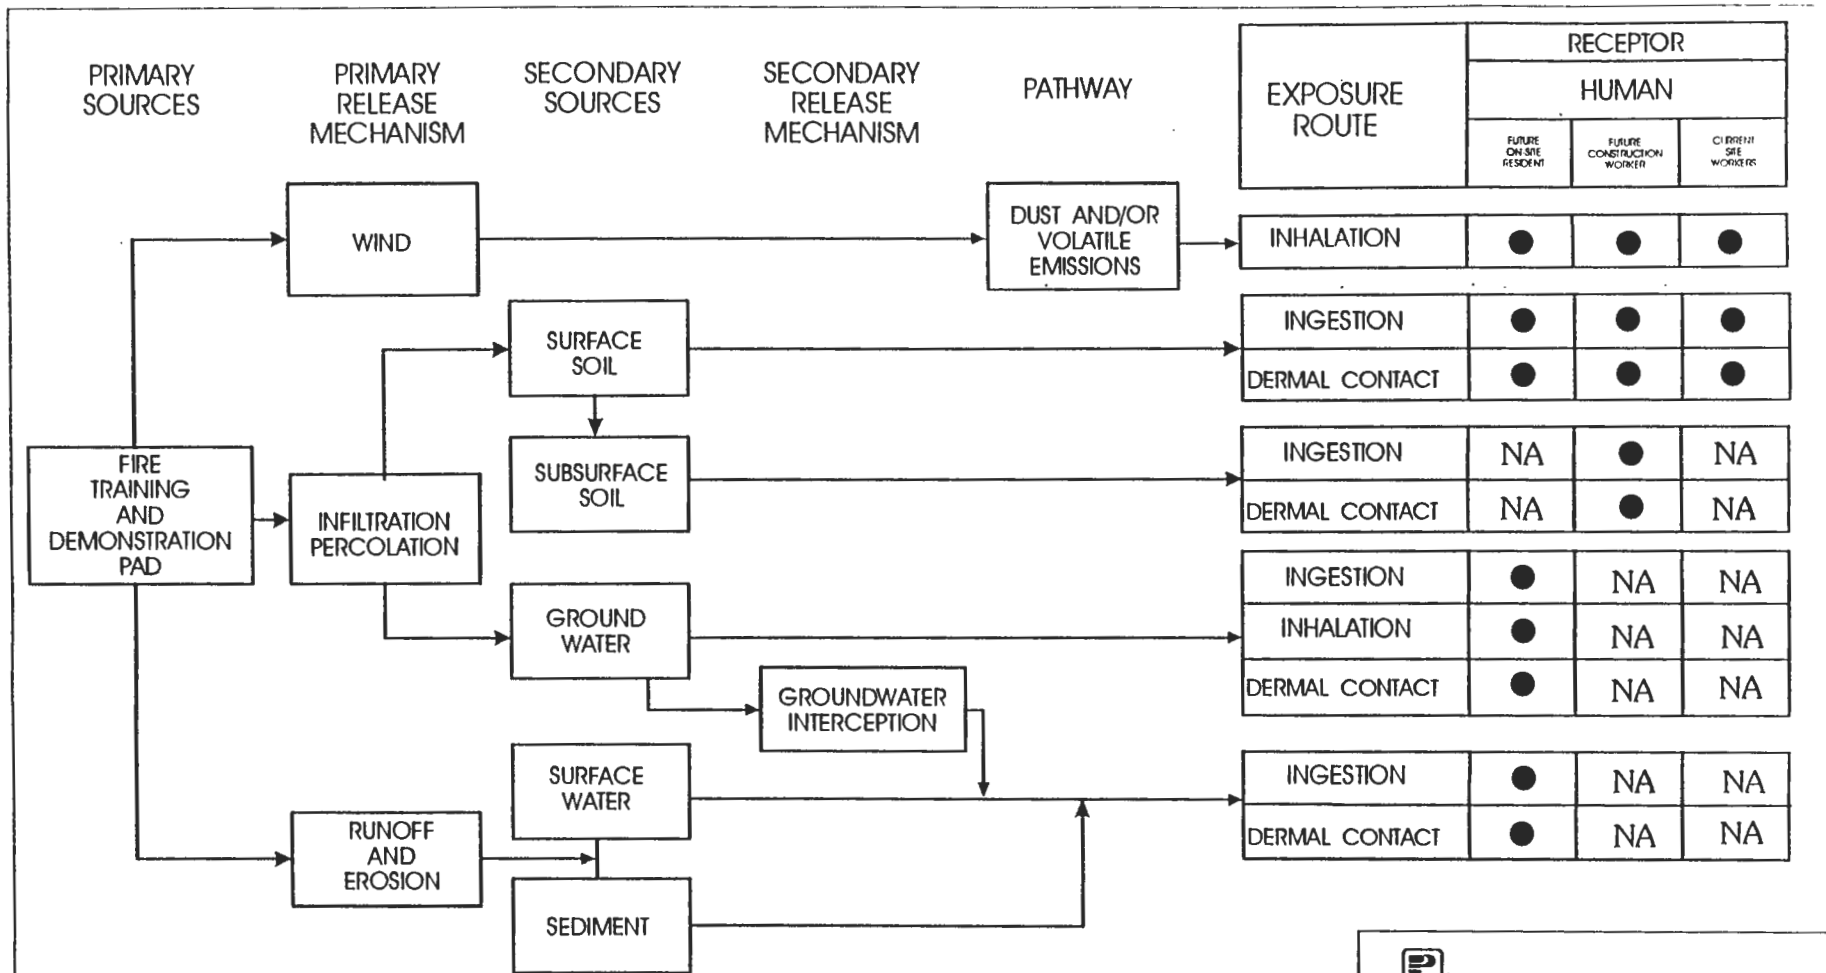 PRIMARY
SOURCES
PRIMARY
RELEASE
MECHANISM
SECONDARY
SOURCES
SECONDARY
RELEASE
MECHANISM
PATHWAY
EXPOSURE
ROUTE
RECEPTOR
HUMAN
FUTURE
ON-SITE
RESIDENT
FUTURE
CONSTRUCTION
WORKER
CURRENT
SITE
WORKERS
WIND
DUST AND/OR
VOLATILE
EMISSIONS
INHALATION
SURFACE
SOIL
INGESTION
DERMAL CONTACT
FIRE
TRAINING
AND
DEMONSTRATION
PAD
INFILTRATION
PERCOLATION
SUBSURFACE
SOIL
INGESTION NA NA
DERMAL CONTACT NA NA
GROUND
WATER
INGESTION NA NA
INHALATION NA NA
DERMAL CONTACT NA NA
GROUNDWATER
INTERCEPTION
SURFACE
WATER
INGESTION NA NA
DERMAL CONTACT NA NA
RUNOFF
AND
EROSION
SEDIMENT